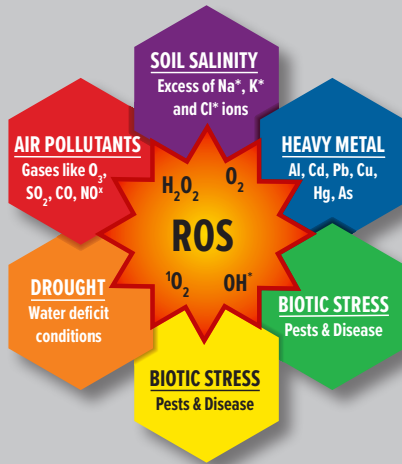 SOIL SALINITY
Excess of Na*, K*
and Cl* ions
AIR POLLUTANTS
Gases like O₃,
SO₂, CO, NOˣ
HEAVY METAL
Al, Cd, Pb, Cu,
Hg, As
H₂O₂
O₂
ROS
¹O₂
OH*
DROUGHT
Water deficit
conditions
BIOTIC STRESS
Pests & Disease
BIOTIC STRESS
Pests & Disease